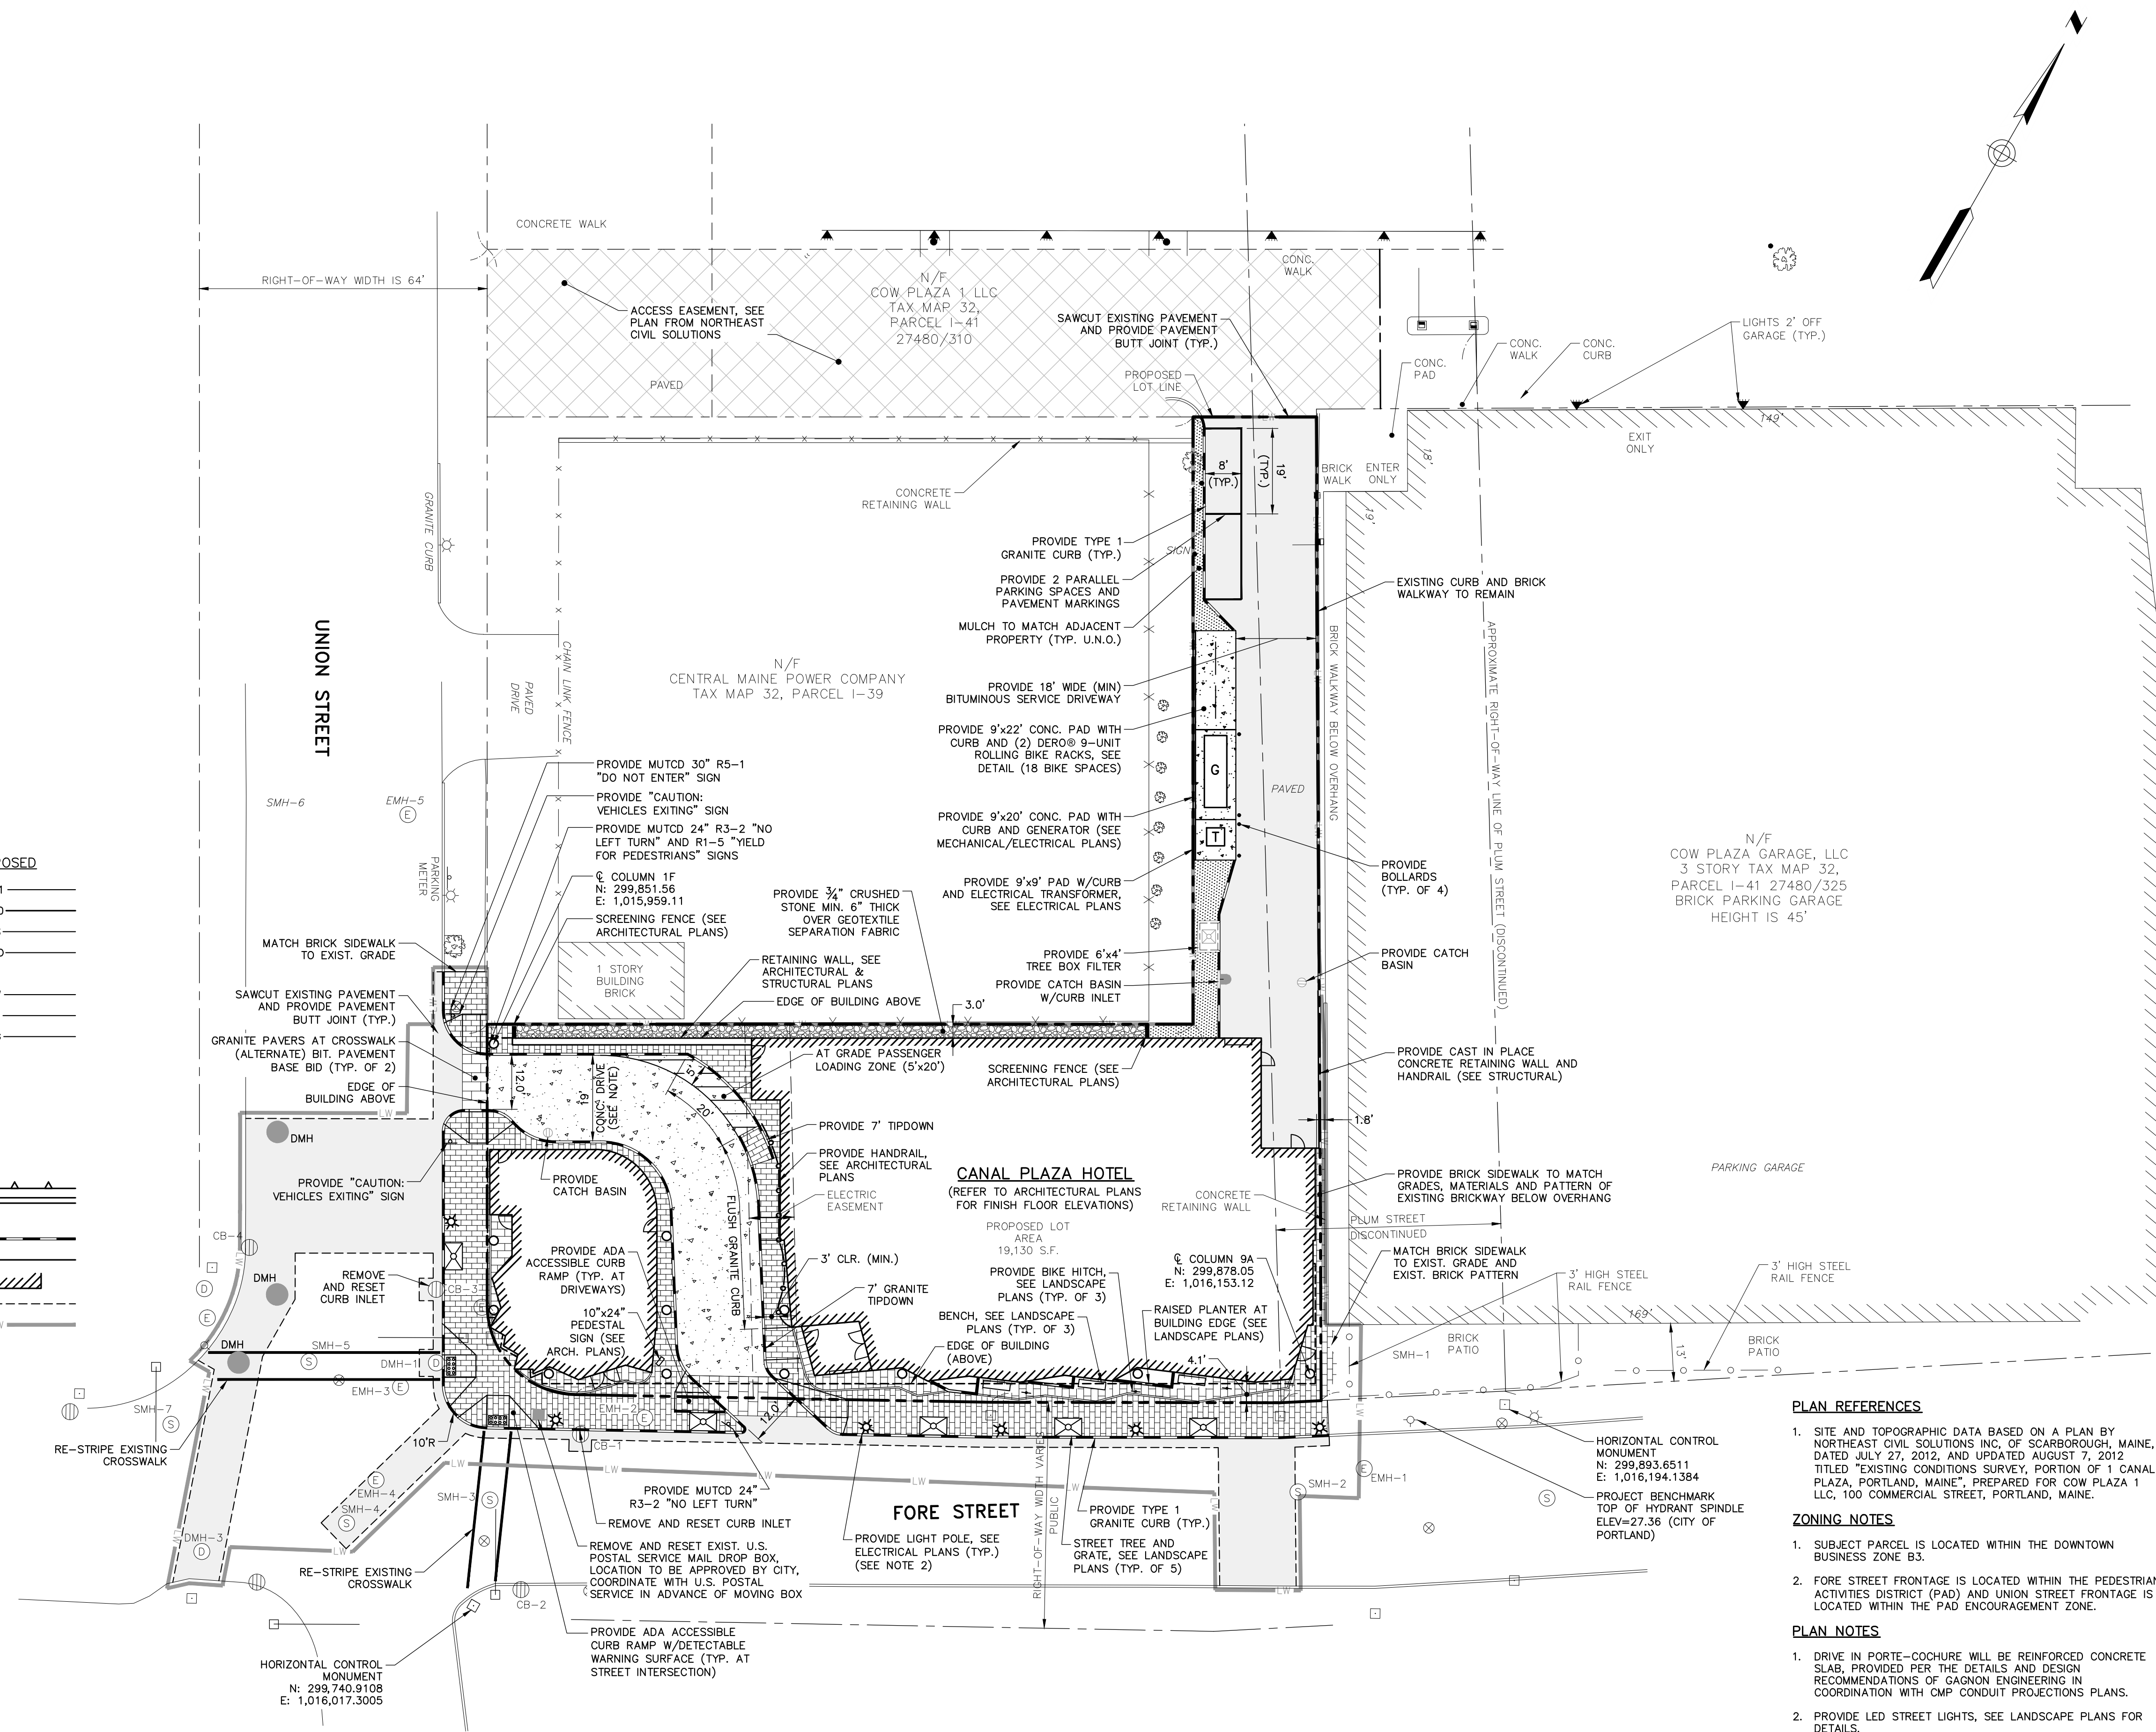 CONCRETE WALK
RIGHT-OF-WAY WIDTH IS 64'
ACCESS EASEMENT, SEE
PLAN FROM NORTHEAST
CIVIL SOLUTIONS
N/F
COW PLAZA 1 LLC
TAX MAP 32,
PARCEL I-41
27480/310
CONC.
WALK
SAWCUT EXISTING PAVEMENT
AND PROVIDE PAVEMENT
BUTT JOINT (TYP.)
PAVED
PROPOSED
LOT LINE
CONC.
PAD
CONC.
WALK
CONC.
CURB
LIGHTS 2' OFF
GARAGE (TYP.)
149'
EXIT
ONLY
18'
BRICK
WALK
ENTER
ONLY
19'
8'
(TYP.)
19'
(TYP.)
CONCRETE
RETAINING WALL
GRANITE CURB
SIGN
PROVIDE TYPE 1
GRANITE CURB (TYP.)
PROVIDE 2 PARALLEL
PARKING SPACES AND
PAVEMENT MARKINGS
MULCH TO MATCH ADJACENT
PROPERTY (TYP. U.N.O.)
EXISTING CURB AND BRICK
WALKWAY TO REMAIN
UNION STREET
CHAIN LINK FENCE
PAVED
DRIVE
N/F
CENTRAL MAINE POWER COMPANY
TAX MAP 32, PARCEL I-39
PROVIDE 18' WIDE (MIN)
BITUMINOUS SERVICE DRIVEWAY
PROVIDE 9'x22' CONC. PAD WITH
CURB AND (2) DERO® 9-UNIT
ROLLING BIKE RACKS, SEE
DETAIL (18 BIKE SPACES)
G
PAVED
BRICK WALKWAY BELOW OVERHANG
APPROXIMATE RIGHT-OF-WAY LINE OF PLUM STREET (DISCONTINUED)
PROVIDE 9'x20' CONC. PAD WITH
CURB AND GENERATOR (SEE
MECHANICAL/ELECTRICAL PLANS)
T
PROVIDE 9'x9' PAD W/CURB
AND ELECTRICAL TRANSFORMER,
SEE ELECTRICAL PLANS
PROVIDE
BOLLARDS
(TYP. OF 4)
N/F
COW PLAZA GARAGE, LLC
3 STORY TAX MAP 32,
PARCEL I-41 27480/325
BRICK PARKING GARAGE
HEIGHT IS 45'
SMH-6
EMH-5
E
PARKING
METER
PROVIDE MUTCD 30" R5-1
"DO NOT ENTER" SIGN
PROVIDE "CAUTION:
VEHICLES EXITING" SIGN
PROVIDE MUTCD 24" R3-2 "NO
LEFT TURN" AND R1-5 "YIELD
FOR PEDESTRIANS" SIGNS
℄ COLUMN 1F
N: 299,851.56
E: 1,015,959.11
SCREENING FENCE (SEE
ARCHITECTURAL PLANS)
PROVIDE ¾" CRUSHED
STONE MIN. 6" THICK
OVER GEOTEXTILE
SEPARATION FABRIC
1 STORY
BUILDING
BRICK
RETAINING WALL, SEE
ARCHITECTURAL &
STRUCTURAL PLANS
EDGE OF BUILDING ABOVE
3.0'
PROVIDE 6'x4'
TREE BOX FILTER
PROVIDE CATCH BASIN
W/CURB INLET
PROVIDE CATCH
BASIN
MATCH BRICK SIDEWALK
TO EXIST. GRADE
SAWCUT EXISTING PAVEMENT
AND PROVIDE PAVEMENT
BUTT JOINT (TYP.)
GRANITE PAVERS AT CROSSWALK
(ALTERNATE) BIT. PAVEMENT
BASE BID (TYP. OF 2)
EDGE OF
BUILDING ABOVE
12.0'
19'
CONC. DRIVE
(SEE NOTE)
5'
20'
AT GRADE PASSENGER
LOADING ZONE (5'x20')
SCREENING FENCE (SEE
ARCHITECTURAL PLANS)
PROVIDE CAST IN PLACE
CONCRETE RETAINING WALL AND
HANDRAIL (SEE STRUCTURAL)
1.8'
LW
DMH
PROVIDE 7' TIPDOWN
PROVIDE HANDRAIL,
SEE ARCHITECTURAL
PLANS
ELECTRIC
EASEMENT
PROVIDE "CAUTION:
VEHICLES EXITING" SIGN
PROVIDE
CATCH BASIN
FLUSH GRANITE CURB
CANAL PLAZA HOTEL
(REFER TO ARCHITECTURAL PLANS
FOR FINISH FLOOR ELEVATIONS)
PROPOSED LOT
AREA
19,130 S.F.
CONCRETE
RETAINING WALL
PROVIDE BRICK SIDEWALK TO MATCH
GRADES, MATERIALS AND PATTERN OF
EXISTING BRICKWAY BELOW OVERHANG
PARKING GARAGE
PLUM STREET
DISCONTINUED
MATCH BRICK SIDEWALK
TO EXIST. GRADE AND
EXIST. BRICK PATTERN
3' HIGH STEEL
RAIL FENCE
3' HIGH STEEL
RAIL FENCE
169'
CB-4
LW
DMH
D
E
REMOVE
AND RESET
CURB INLET
CB-3
E
PROVIDE ADA
ACCESSIBLE CURB
RAMP (TYP. AT
DRIVEWAYS)
10"x24"
PEDESTAL
SIGN (SEE
ARCH. PLANS)
3' CLR. (MIN.)
7' GRANITE
TIPDOWN
℄ COLUMN 9A
N: 299,878.05
E: 1,016,153.12
PROVIDE BIKE HITCH,
SEE LANDSCAPE
PLANS (TYP. OF 3)
BENCH, SEE LANDSCAPE
PLANS (TYP. OF 3)
EDGE OF BUILDING
(ABOVE)
RAISED PLANTER AT
BUILDING EDGE (SEE
LANDSCAPE PLANS)
4.1'
BRICK
PATIO
SMH-1
13'
BRICK
PATIO
DMH
SMH-5
S
DMH-1
D
EMH-3
E
SMH-7
S
RE-STRIPE EXISTING
CROSSWALK
10'R
EMH-2
E
CB-1
12.0'
LW
E
EMH-4
SMH-4
S
SMH-3
S
DMH-3
D
PROVIDE MUTCD 24"
R3-2 "NO LEFT TURN"
REMOVE AND RESET CURB INLET
FORE STREET
RIGHT-OF-WAY WIDTH VARIES
PUBLIC
PROVIDE LIGHT POLE, SEE
ELECTRICAL PLANS (TYP.)
(SEE NOTE 2)
PROVIDE TYPE 1
GRANITE CURB (TYP.)
STREET TREE AND
GRATE, SEE LANDSCAPE
PLANS (TYP. OF 5)
SMH-2
S
E
EMH-1
S
HORIZONTAL CONTROL
MONUMENT
N: 299,893.6511
E: 1,016,194.1384
PROJECT BENCHMARK
TOP OF HYDRANT SPINDLE
ELEV=27.36 (CITY OF
PORTLAND)
REMOVE AND RESET EXIST. U.S.
POSTAL SERVICE MAIL DROP BOX,
LOCATION TO BE APPROVED BY CITY,
COORDINATE WITH U.S. POSTAL
SERVICE IN ADVANCE OF MOVING BOX
RE-STRIPE EXISTING
CROSSWALK
CB-2
PROVIDE ADA ACCESSIBLE
CURB RAMP W/DETECTABLE
WARNING SURFACE (TYP. AT
STREET INTERSECTION)
HORIZONTAL CONTROL
MONUMENT
N: 299,740.9108
E: 1,016,017.3005
PLAN REFERENCES
1. SITE AND TOPOGRAPHIC DATA BASED ON A PLAN BY
NORTHEAST CIVIL SOLUTIONS INC, OF SCARBOROUGH, MAINE,
DATED JULY 27, 2012, AND UPDATED AUGUST 7, 2012
TITLED "EXISTING CONDITIONS SURVEY, PORTION OF 1 CANAL
PLAZA, PORTLAND, MAINE", PREPARED FOR COW PLAZA 1
LLC, 100 COMMERCIAL STREET, PORTLAND, MAINE.
ZONING NOTES
1. SUBJECT PARCEL IS LOCATED WITHIN THE DOWNTOWN
BUSINESS ZONE B3.
2. FORE STREET FRONTAGE IS LOCATED WITHIN THE PEDESTRIAN
ACTIVITIES DISTRICT (PAD) AND UNION STREET FRONTAGE IS
LOCATED WITHIN THE PAD ENCOURAGEMENT ZONE.
PLAN NOTES
1. DRIVE IN PORTE-COCHURE WILL BE REINFORCED CONCRETE
SLAB, PROVIDED PER THE DETAILS AND DESIGN
RECOMMENDATIONS OF GAGNON ENGINEERING IN
COORDINATION WITH CMP CONDUIT PROJECTIONS PLANS.
2. PROVIDE LED STREET LIGHTS, SEE LANDSCAPE PLANS FOR
DETAILS.